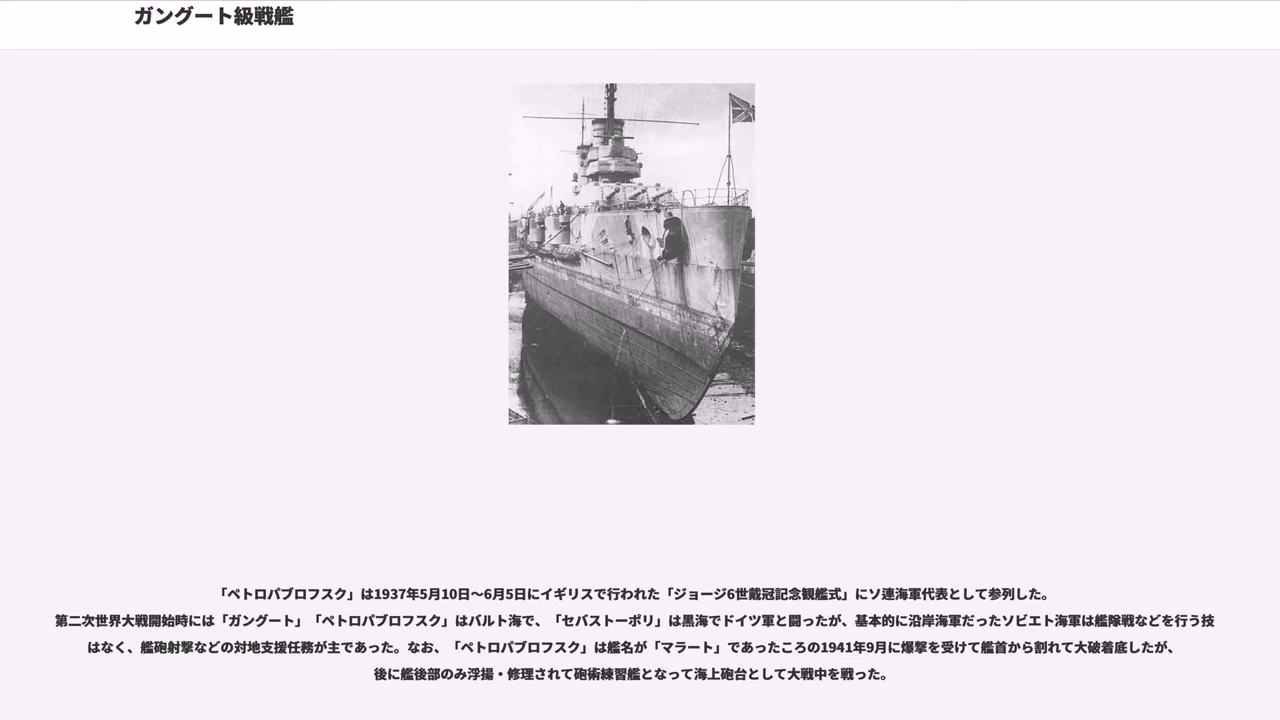 ガングート級戦艦
「ペトロパブロフスク」は1937年5月10日〜6月5日にイギリスで行われた「ジョージ6世戴冠記念観艦式」にソ連海軍代表として参列した。
第二次世界大戦開始時には「ガングート」「ペトロパブロフスク」はバルト海で、「セバストーポリ」は黒海でドイツ軍と闘ったが、基本的に沿岸海軍だったソビエト海軍は艦隊戦などを行う技
はなく、艦砲射撃などの対地支援任務が主であった。なお、「ペトロパブロフスク」は艦名が「マラート」であったころの1941年9月に爆撃を受けて艦首から割れて大破着底したが、
後に艦後部のみ浮揚・修理されて砲術練習艦となって海上砲台として大戦中を戦った。